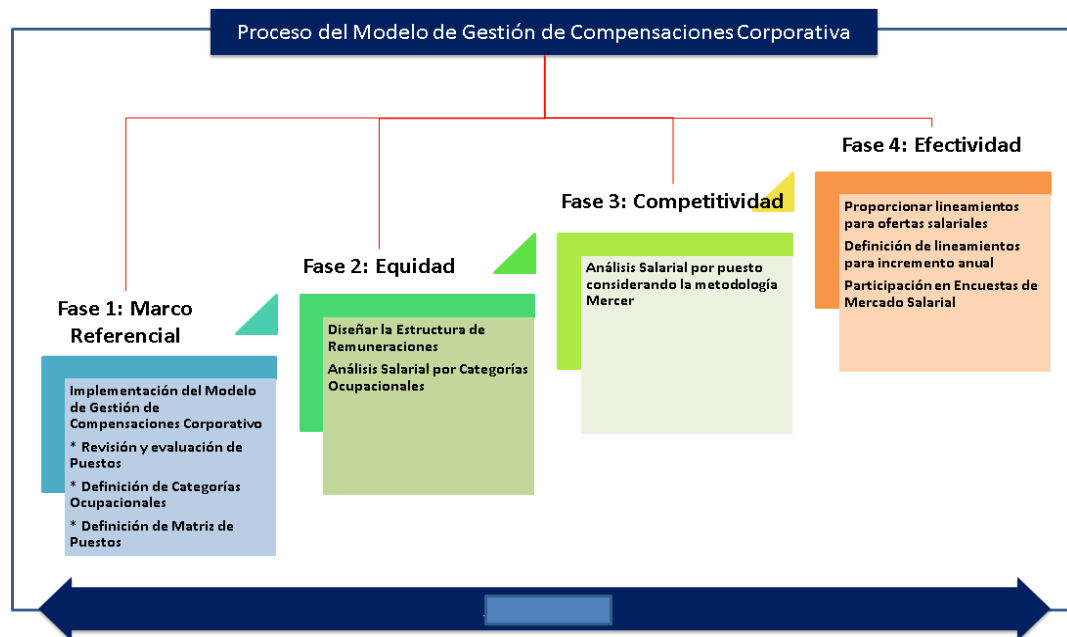 Proceso del Modelo de Gestión de Compensaciones Corporativa
Fase 1: Marco
Referencial
Implementación del Modelo
de Gestión de
Compensaciones Corporativo
* Revisión y evaluación de
Puestos
* Definición de Categorías
Ocupacionales
* Definición de Matriz de
Puestos
Fase 2: Equidad
Diseñar la Estructura de
Remuneraciones
Análisis Salarial por Categorías
Ocupacionales
Fase 3: Competitividad
Análisis Salarial por puesto
considerando la metodología
Mercer
Fase 4: Efectividad
Proporcionar lineamientos
para ofertas salariales
Definición de lineamientos
para incremento anual
Participación en Encuestas de
Mercado Salarial